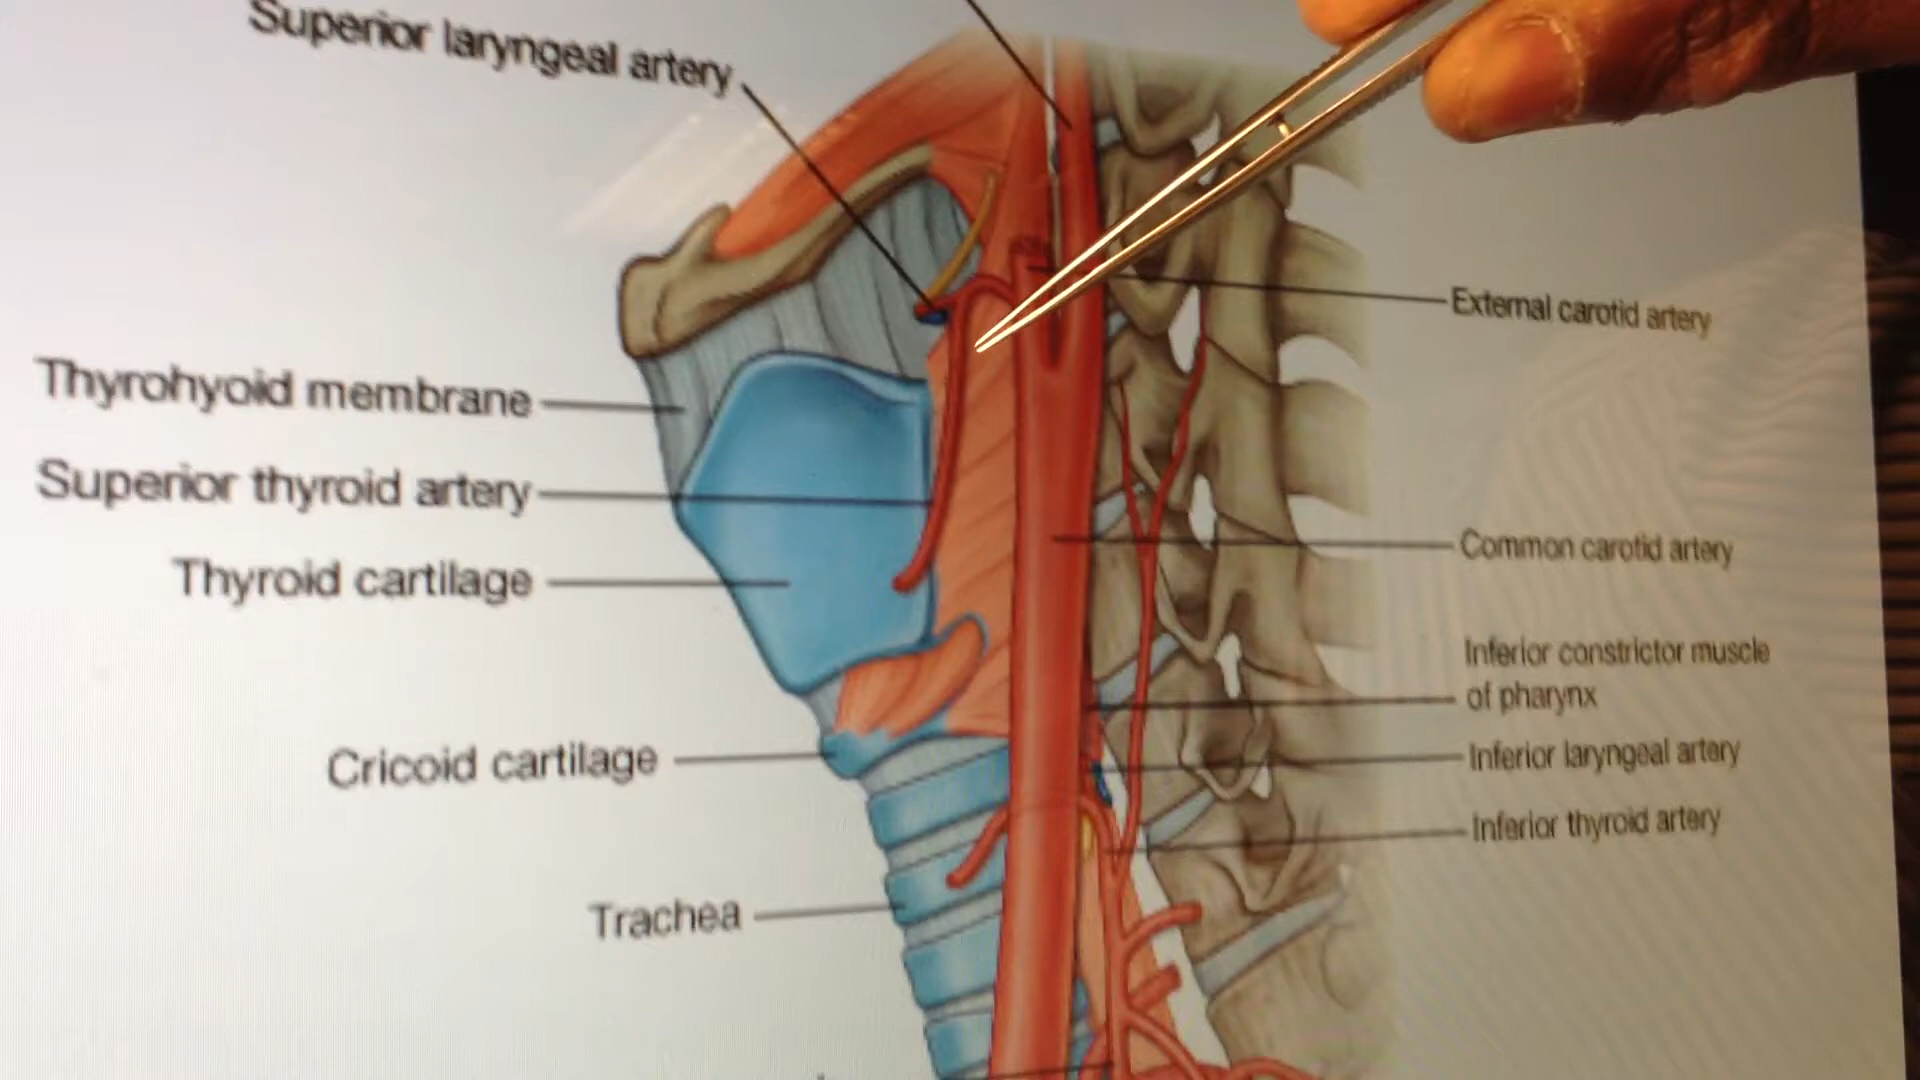 Superior laryngeal artery
External carotid artery
Thyrohyoid membrane
Superior thyroid artery
Common carotid artery
Thyroid cartilage
Inferior constrictor muscle
of pharynx
Cricoid cartilage
Inferior laryngeal artery
Inferior thyroid artery
Trachea